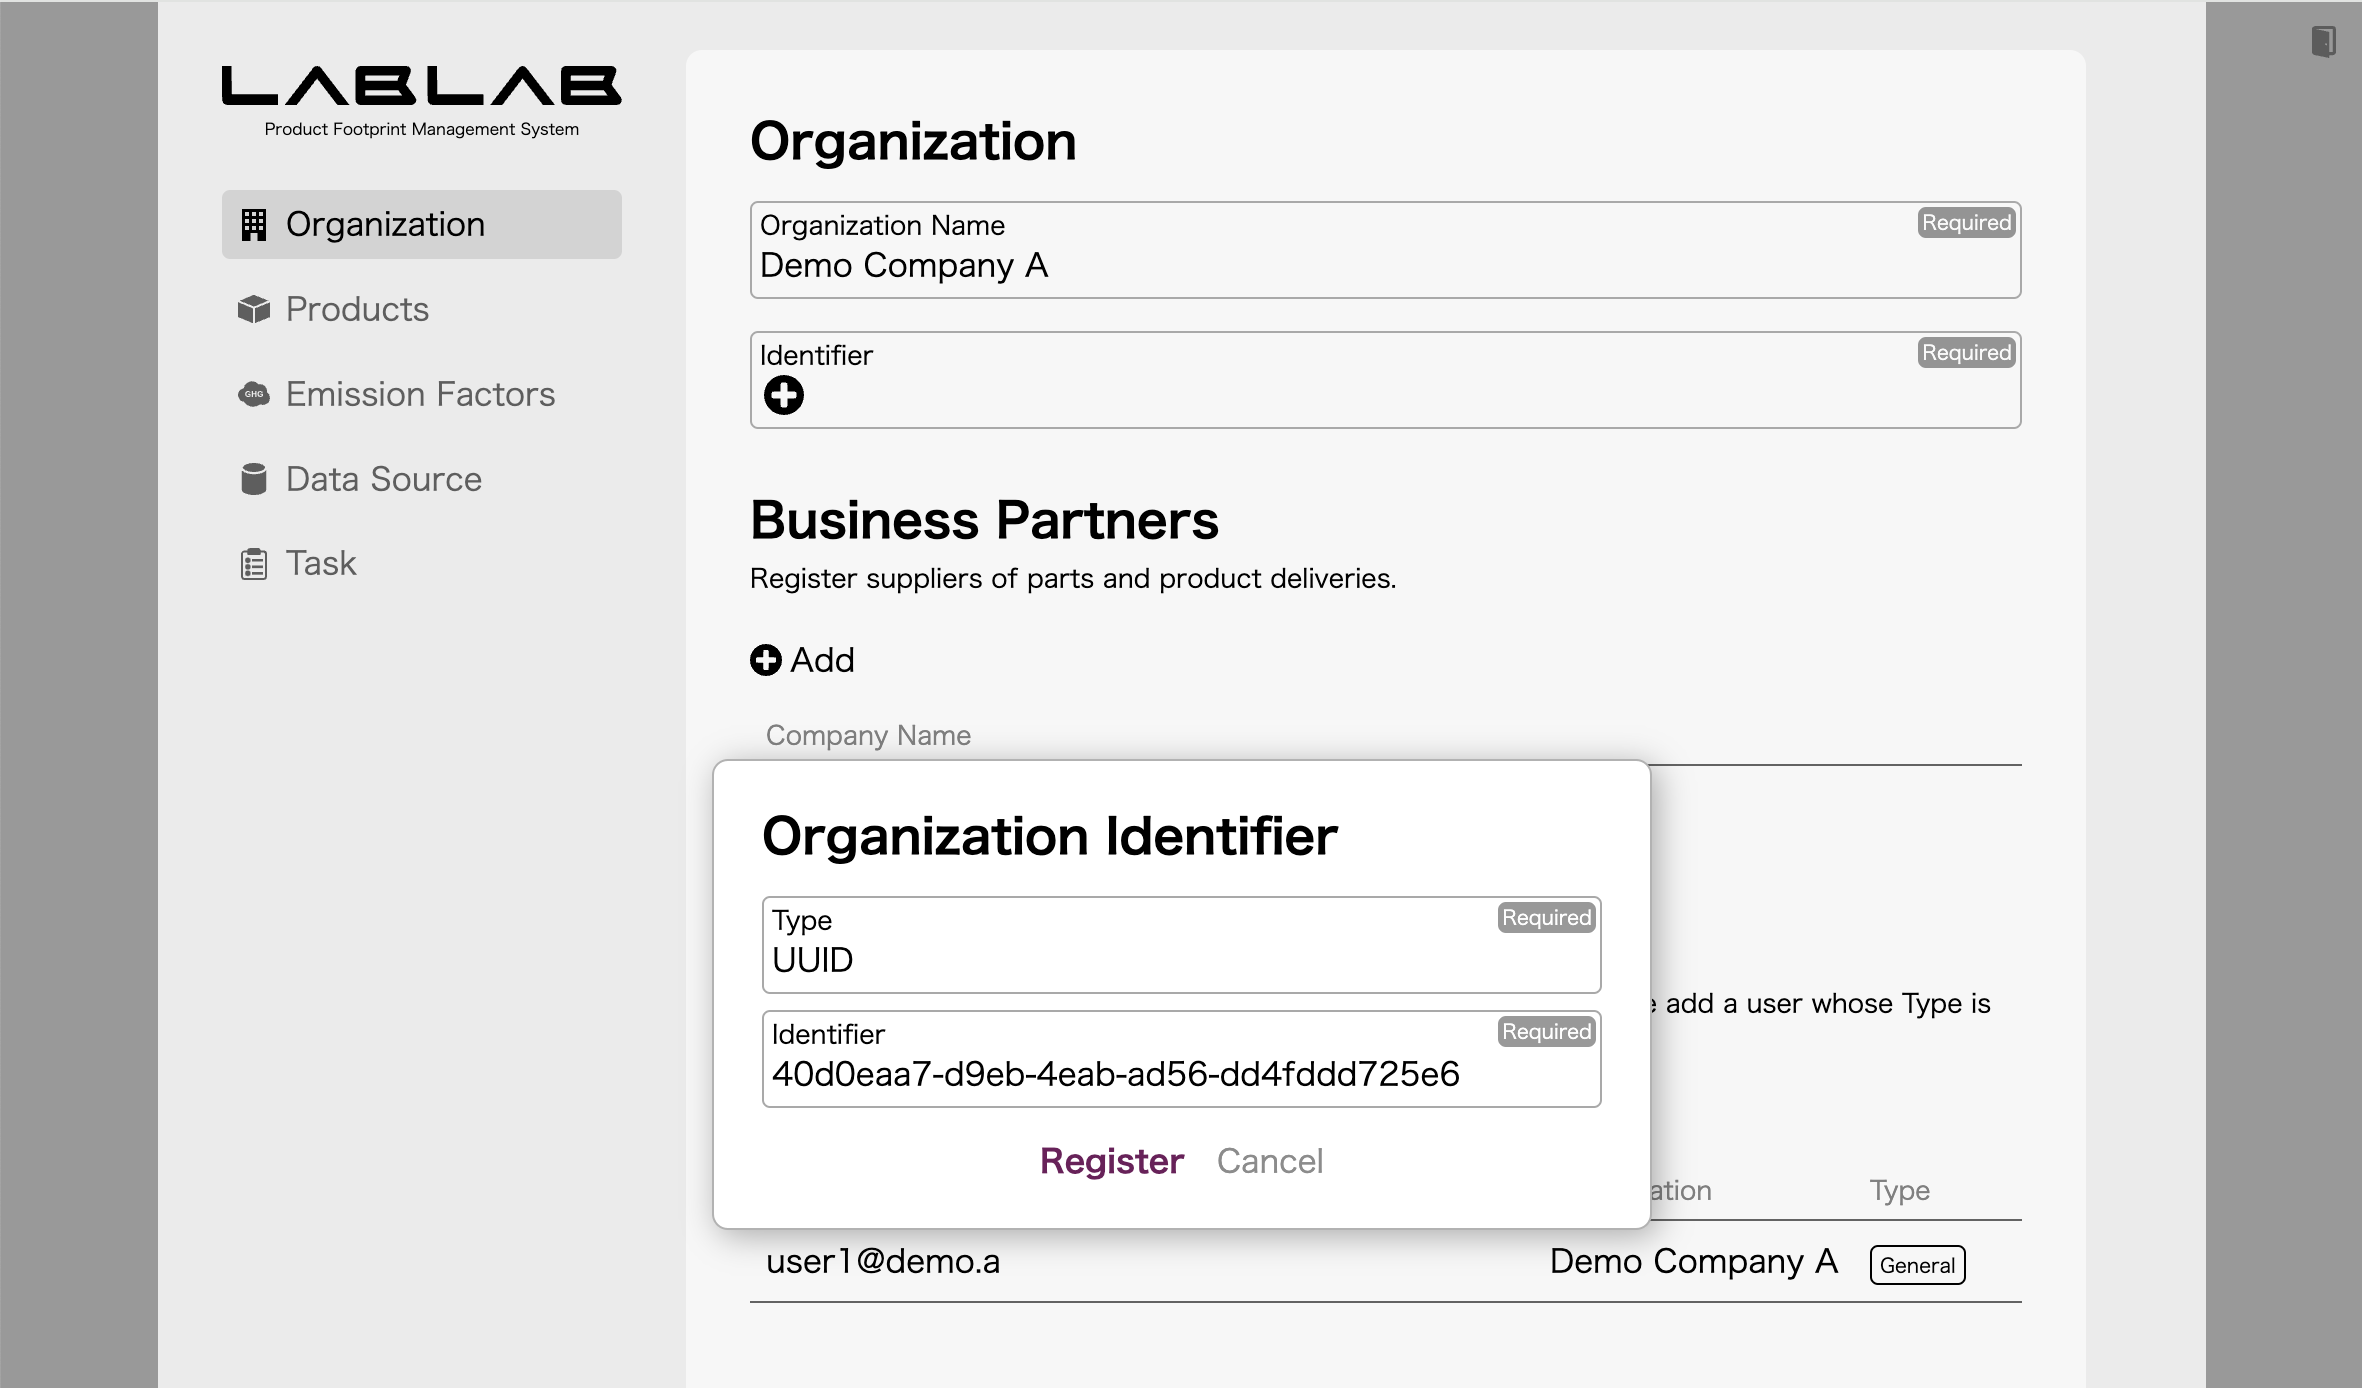 LABLAB
Product Footprint Management System
Organization
Products
GHG
Emission Factors
Data Source
Task
Organization
Organization Name
Required
Demo Company A
Identifier
Required
Business Partners
Register suppliers of parts and product deliveries.
Add
Company Name
Organization Identifier
Type
Required
UUID
Identifier
Required
40d0eaa7-d9eb-4eab-ad56-dd4fddd725e6
Register Cancel
add a user whose Type is
ation
Type
user1@demo.a
Demo Company A
General